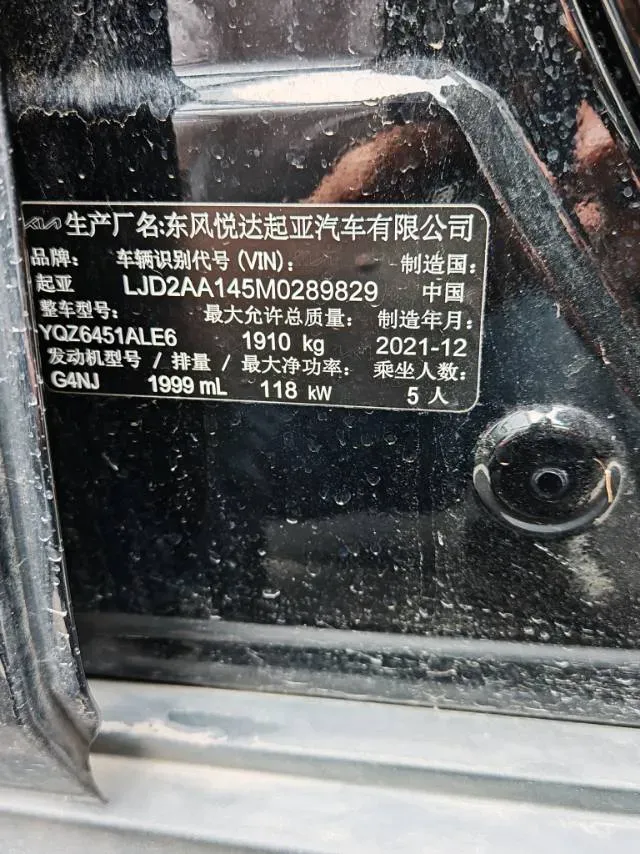 KIA 生产厂名:东风悦达起亚汽车有限公司
品牌: 车辆识别代号(VIN): 制造国:
起亚 LJD2AA145M0289829 中国
整车型号: 最大允许总质量: 制造年月:
YQZ6451ALE6 1910 kg 2021-12
发动机型号 / 排量 / 最大净功率: 乘坐人数:
G4NJ 1999 mL 118 kW 5 人